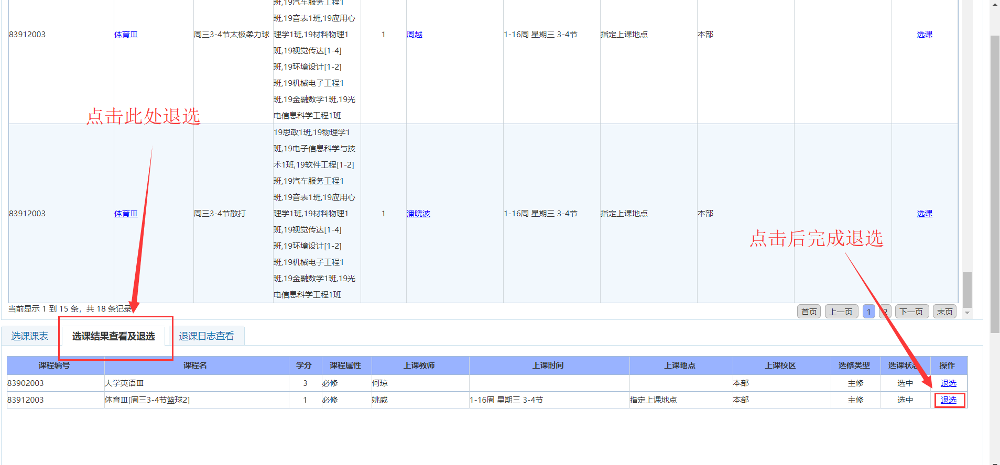 班,19汽车服务工程1
班,19音表1班,19应用心
83912003 体育Ⅲ 周三3-4节太极柔力球 理学1班,19材料物理1 1 周越 1-16周 星期三 3-4节 指定上课地点 本部 选课
班,19视觉传达[1-4]
班,19环境设计[1-2]
班,19机械电子工程1
班,19金融数学1班,19光
电信息科学工程1班
点击此处退选
19思政1班,19物理学1
班,19电子信息科学与技
术1班,19软件工程[1-2]
班,19汽车服务工程1
班,19音表1班,19应用心
83912003 体育Ⅲ 周三3-4节散打 理学1班,19材料物理1 1 潘晓波 1-16周 星期三 3-4节 指定上课地点 本部 选课
班,19视觉传达[1-4]
点击后完成退选
班,19环境设计[1-2]
班,19机械电子工程1
班,19金融数学1班,19光
电信息科学工程1班
当前显示 1 到 15 条，共 18 条记录 首页 上一页 1 2 下一页 末页
选课课表 选课结果查看及退选 退课日志查看
课程编号 课程名 学分 课程属性 上课教师 上课时间 上课地点 上课校区 选修类型 选课状态 操作
83902003 大学英语Ⅲ 3 必修 何琼 本部 主修 选中 退选
83912003 体育Ⅲ[周三3-4节篮球2] 1 必修 姚威 1-16周 星期三 3-4节 指定上课地点 本部 主修 选中 退选